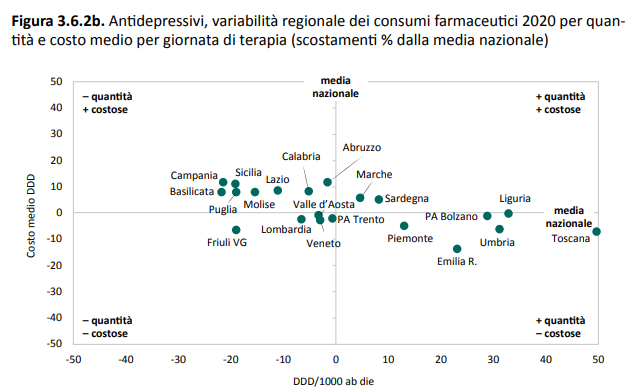 Figura 3.6.2b. Antidepressivi, variabilità regionale dei consumi farmaceutici 2020 per quan-
tità e costo medio per giornata di terapia (scostamenti % dalla media nazionale)
50
40
30
20
10
0
-10
-20
-30
-40
-50
Costo medio DDD
– quantità
+ costose
media
nazionale
+ quantità
+ costose
Calabria
Abruzzo
Campania
Sicilia
Lazio
Marche
Basilicata
Puglia
Molise
Valle d’Aosta
Sardegna
Liguria
Friuli VG
Lombardia
Veneto
PA Trento
Piemonte
PA Bolzano
media
nazionale
Umbria
Toscana
Emilia R.
– quantità
– costose
+ quantità
– costose
-50 -40 -30 -20 -10 0 10 20 30 40 50
DDD/1000 ab die